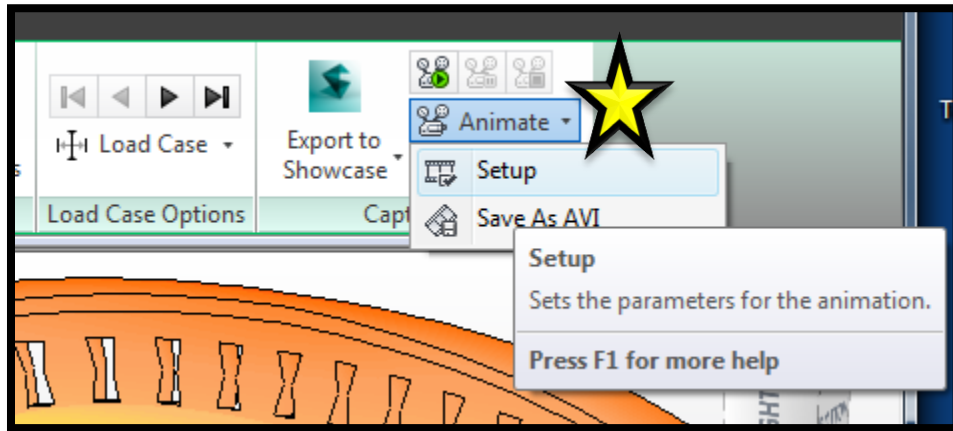 Animate
Load Case
Export to
Showcase
Setup
Load Case Options
Capt
Save As AVI
Setup
Sets the parameters for the animation.
Press F1 for more help